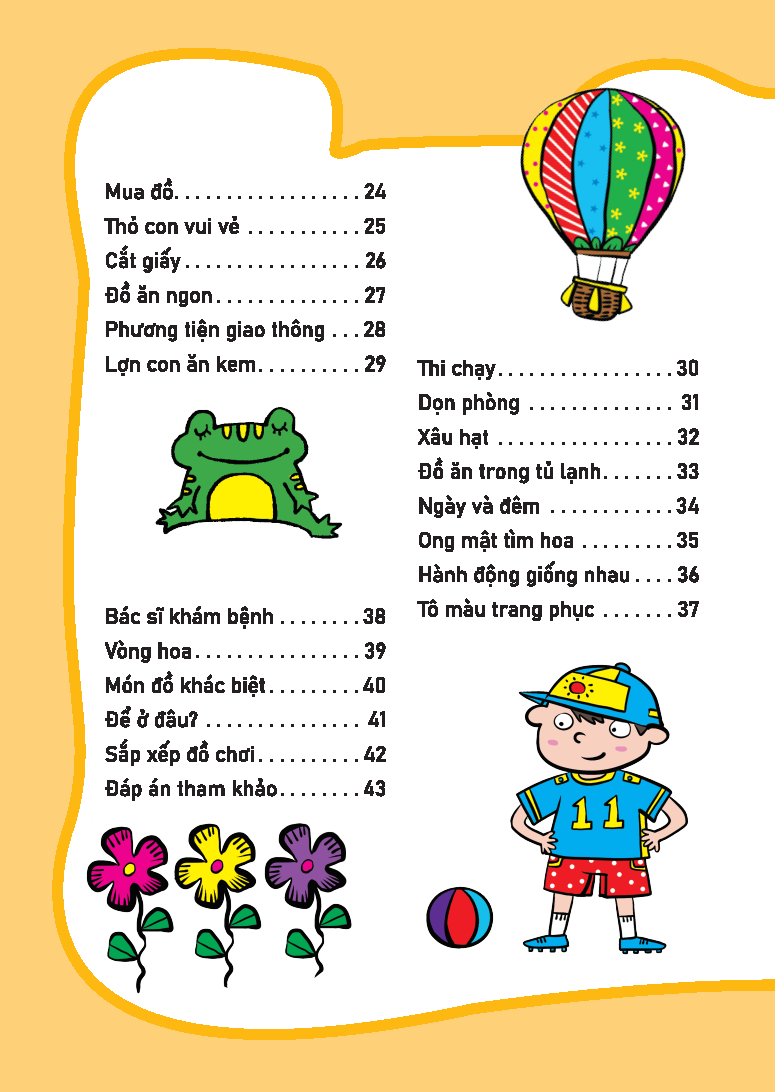 Mua đồ. . . . . . . . . . . . . . . . . . 24
Thỏ con vui vẻ . . . . . . . . . . . 25
Cắt giấy . . . . . . . . . . . . . . . . . 26
Đồ ăn ngon . . . . . . . . . . . . . . 27
Phương tiện giao thông . . . 28
Lợn con ăn kem. . . . . . . . . . 29
Thi chạy . . . . . . . . . . . . . . . . . 30
Dọn phòng . . . . . . . . . . . . . . 31
Xâu hạt . . . . . . . . . . . . . . . . . 32
Đồ ăn trong tủ lạnh. . . . . . . 33
Ngày và đêm . . . . . . . . . . . . 34
Ong mật tìm hoa . . . . . . . . . 35
Hành động giống nhau . . . . 36
Tô màu trang phục . . . . . . . 37
Bác sĩ khám bệnh . . . . . . . . 38
Vòng hoa . . . . . . . . . . . . . . . . 39
Món đồ khác biệt . . . . . . . . . 40
Để ở đâu? . . . . . . . . . . . . . . . 41
Sắp xếp đồ chơi . . . . . . . . . . 42
Đáp án tham khảo . . . . . . . . 43
11